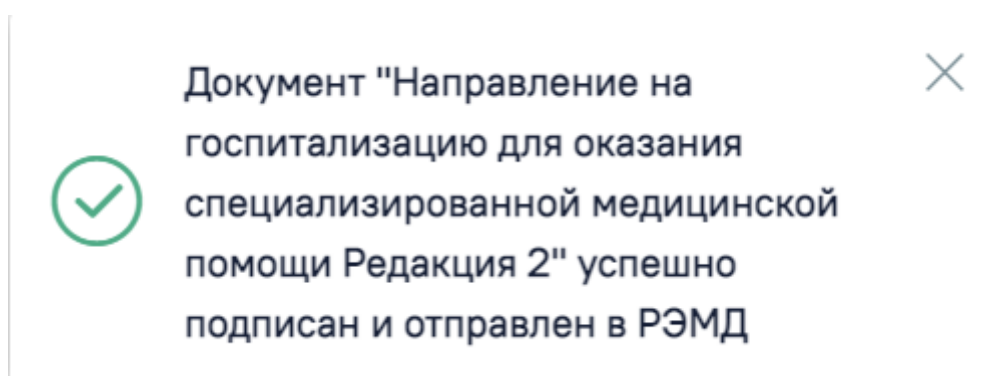 Документ "Направление на
госпитализацию для оказания
специализированной медицинской
помощи Редакция 2" успешно
подписан и отправлен в РЭМД